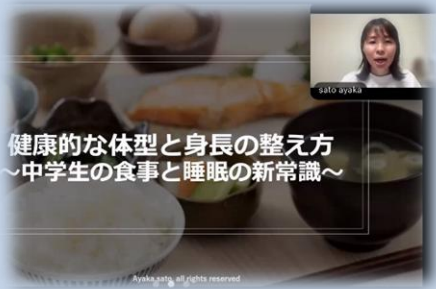 sato ayaka
健康的な体型と身長の整え方
～中学生の食事と睡眠の新常識～
Ayaka sato, all rights reserved